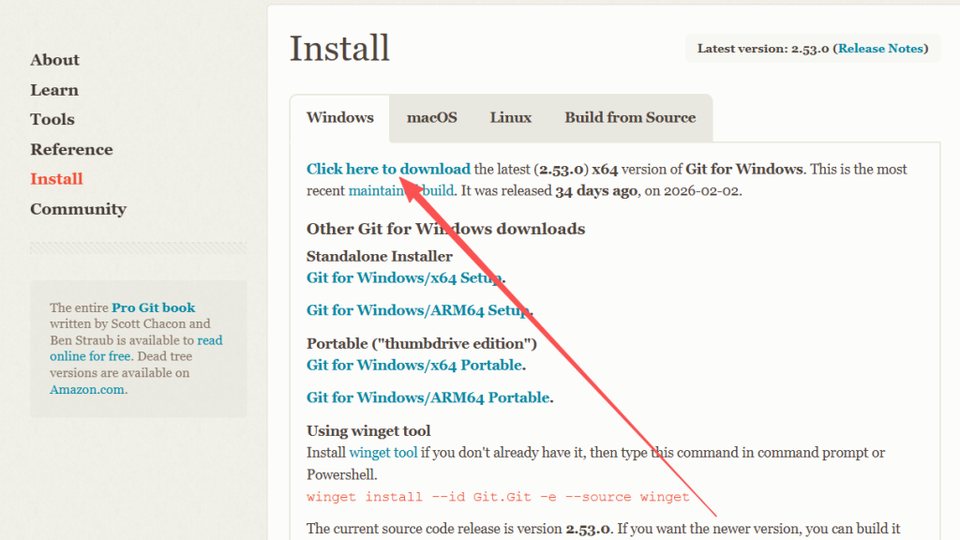 About
Learn
Tools
Reference
Install
Community
The entire Pro Git book
written by Scott Chacon and
Ben Straub is available to read
online for free. Dead tree
versions are available on
Amazon.com.
Install
Latest version: 2.53.0 (Release Notes)
Windows macOS Linux Build from Source
Click here to download the latest (2.53.0) x64 version of Git for Windows. This is the most
recent maintained build. It was released 34 days ago, on 2026-02-02.
Other Git for Windows downloads
Standalone Installer
Git for Windows/x64 Setup.
Git for Windows/ARM64 Setup.
Portable ("thumbdrive edition")
Git for Windows/x64 Portable.
Git for Windows/ARM64 Portable.
Using winget tool
Install winget tool if you don't already have it, then type this command in command prompt or
Powershell.
winget install --id Git.Git -e --source winget
The current source code release is version 2.53.0. If you want the newer version, you can build it